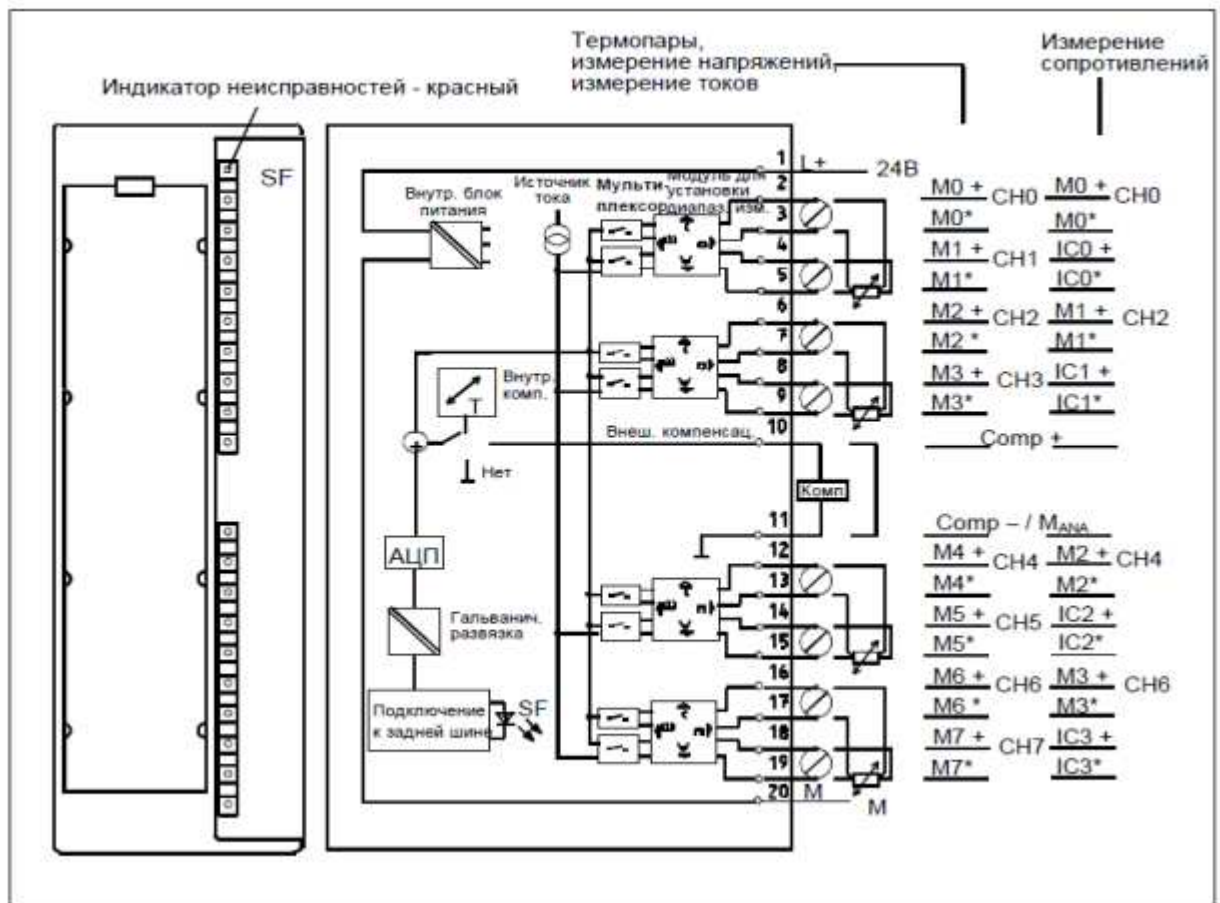 Термопары,
измерение напряжений,
измерение токов
Измерение
сопротивлений
Индикатор неисправностей - красный
SF
1
L+
24В
2
3
4
5
6
7
8
9
10
11
12
13
14
15
16
17
18
19
20
M
M
Внутр. блок
питания
Источник
тока
Мульти
плексор
Модуль для
установки
диапаз. изм.
Внутр.
комп.
T
Внеш. компенсац.
Нет
Комп
АЦП
Гальванич.
развязка
Подключение
к задней шине
SF
M0 + CH0 M0 + CH0
M0* M0*
M1 + CH1 IC0 +
M1* IC0*
M2 + CH2 M1 + CH2
M2 * M1*
M3 + CH3 IC1 +
M3* IC1*
Comp +
Comp – / MANA
M4 + CH4 M2 + CH4
M4* M2*
M5 + CH5 IC2 +
M5* IC2*
M6 + CH6 M3 + CH6
M6 * M3*
M7 + CH7 IC3 +
M7* IC3*